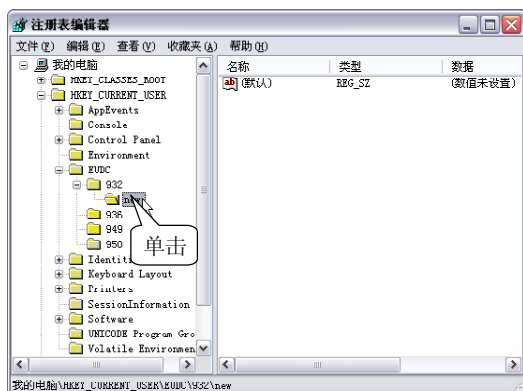 注册表编辑器
文件(F) 编辑(E) 查看(V) 收藏夹(A) 帮助(H)
我的电脑
HKEY_CLASSES_ROOT
HKEY_CURRENT_USER
AppEvents
Console
Control Panel
Environment
EUDC
932
new
936
949
950
Identiti
Keyboard Layout
Printers
SessionInformation
Software
UNICODE Program Gro
Volatile Environmen
单击
名称 类型 数据
ab (默认) REG_SZ (数值未设置)
我的电脑\HKEY_CURRENT_USER\EUDC\932\new